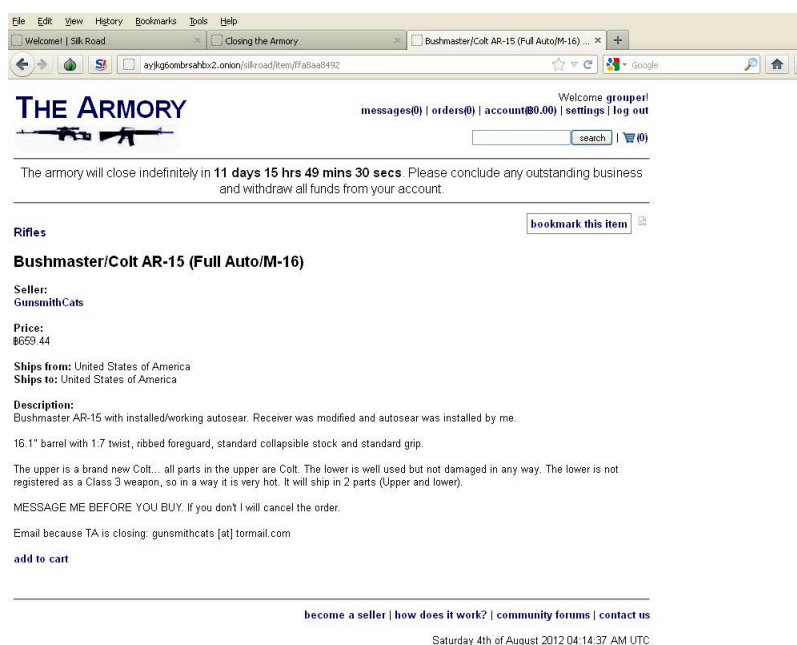 File Edit View History Bookmarks Tools Help
Welcome! | Silk Road × Closing the Armory × Bushmaster/Colt AR-15 (Full Auto/M-16) ... × +
ayjkg6ombrsahbx2.onion/silkroad/item/ffa8aa8492 Google
THE ARMORY
Welcome grouper!
messages(0) | orders(0) | account(฿0.00) | settings | log out
search | (0)
The armory will close indefinitely in 11 days 15 hrs 49 mins 30 secs. Please conclude any outstanding business
and withdraw all funds from your account.
bookmark this item
Rifles
Bushmaster/Colt AR-15 (Full Auto/M-16)
Seller:
GunsmithCats
Price:
฿659.44
Ships from: United States of America
Ships to: United States of America
Description:
Bushmaster AR-15 with installed/working autosear. Receiver was modified and autosear was installed by me.
16.1" barrel with 1:7 twist, ribbed foreguard, standard collapsible stock and standard grip.
The upper is a brand new Colt... all parts in the upper are Colt. The lower is well used but not damaged in any way. The lower is not
registered as a Class 3 weapon, so in a way it is very hot. It will ship in 2 parts (Upper and lower).
MESSAGE ME BEFORE YOU BUY. If you don't I will cancel the order.
Email because TA is closing: gunsmithcats [at] tormail.com
add to cart
become a seller | how does it work? | community forums | contact us
Saturday 4th of August 2012 04:14:37 AM UTC